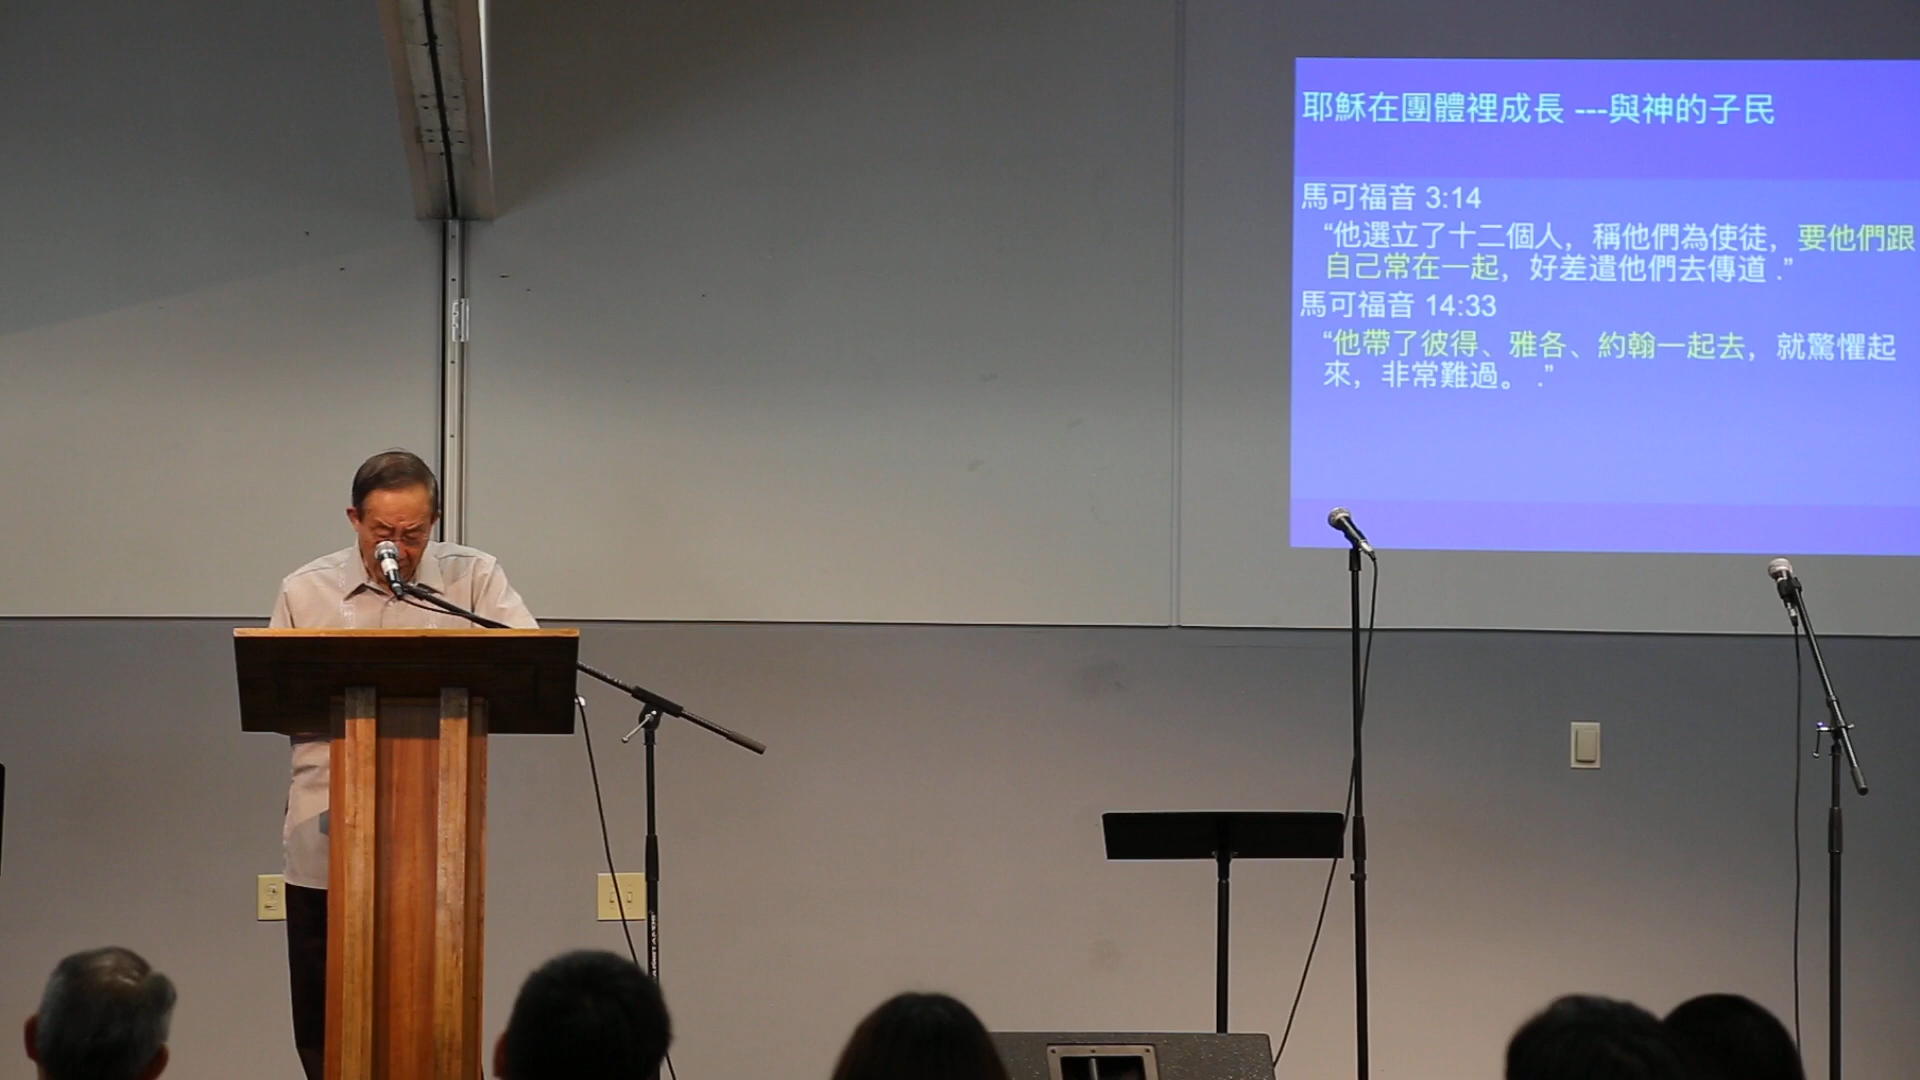 耶穌在團體裡成長 ---與神的子民
馬可福音 3:14
“他選立了十二個人，稱他們為使徒，要他們跟
自己常在一起，好差遣他們去傳道 .”
馬可福音 14:33
“他帶了彼得、雅各、約翰一起去，就驚懼起
來，非常難過。 .”